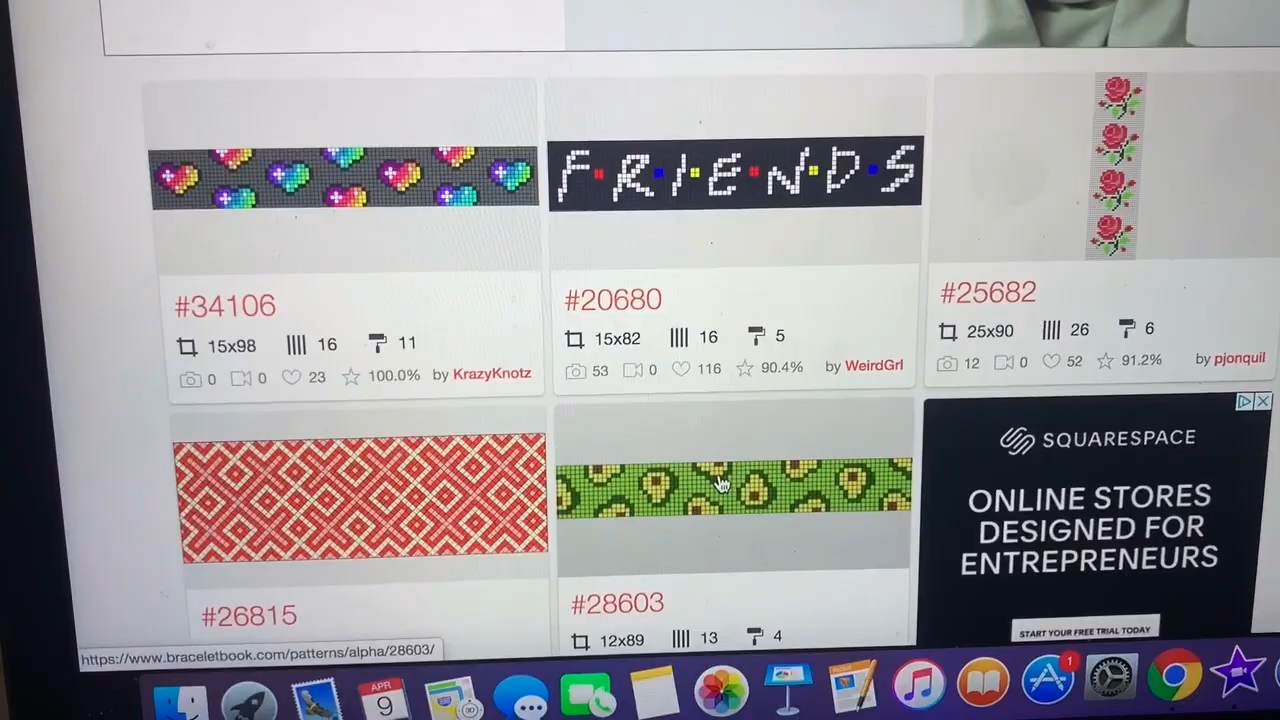 FRIENDS
#34106
15x98 16 11
0 0 23 100.0% by KrazyKnotz
#20680
15x82 16 5
53 0 116 90.4% by WeirdGrl
#25682
25x90 26 6
12 0 52 91.2% by pjonquil
#26815
#28603
12x89 13 4
SQUARESPACE
ONLINE STORES
DESIGNED FOR
ENTREPRENEURS
START YOUR FREE TRIAL TODAY
https://www.braceletbook.com/patterns/alpha/28603/
APR
9
1